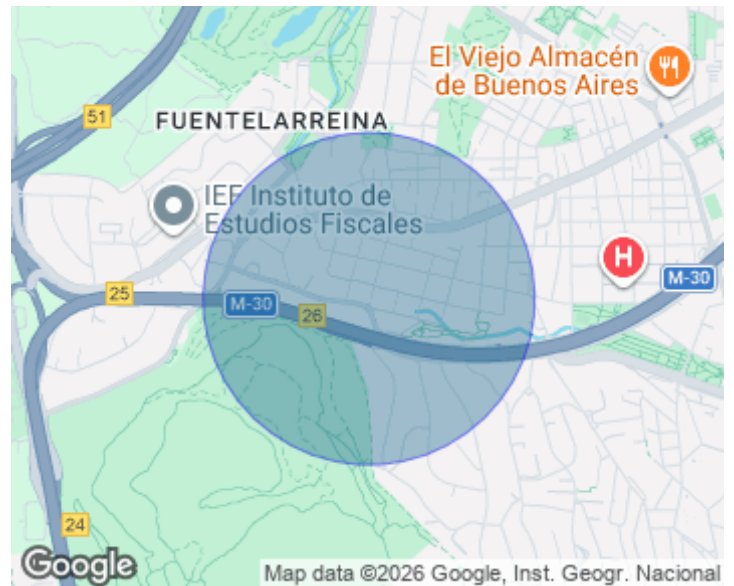 El Viejo Almacén
de Buenos Aires
51
FUENTELARREINA
IEF Instituto de
Estudios Fiscales
H
M-30
25
M-30
26
24
Google
Map data ©2026 Google, Inst. Geogr. Nacional